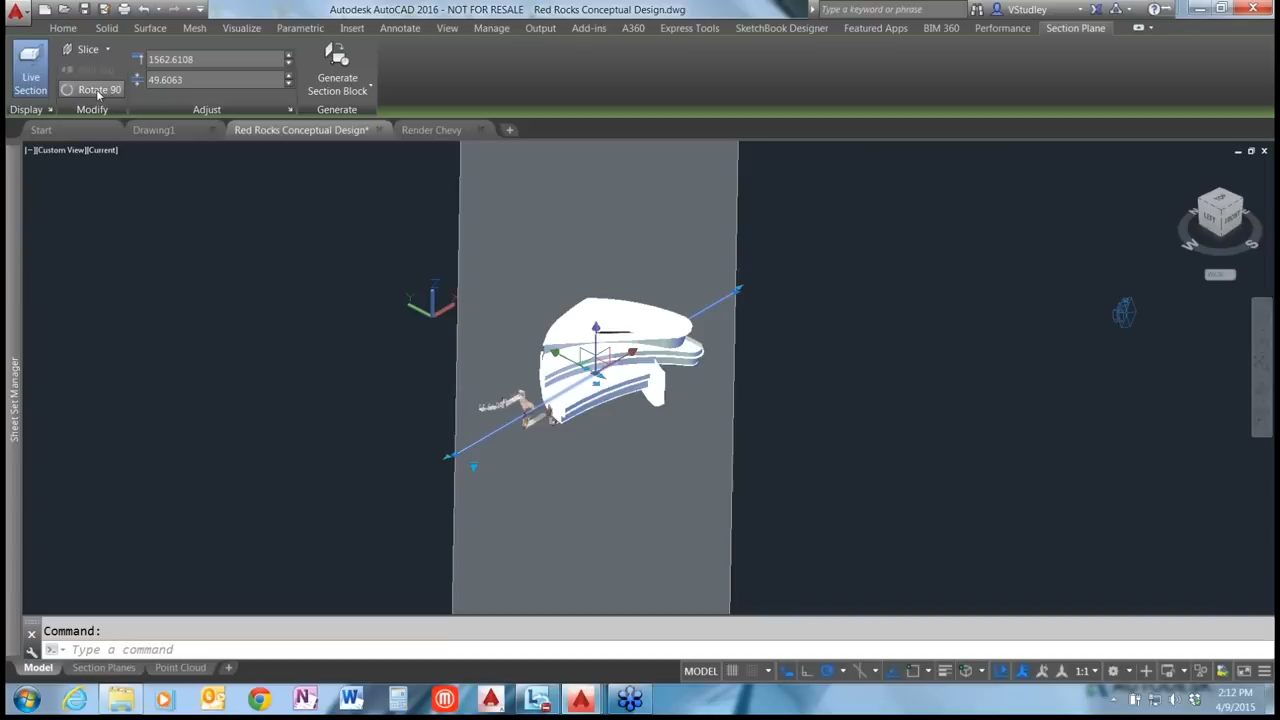 Autodesk AutoCAD 2016 - NOT FOR RESALE Red Rocks Conceptual Design.dwg
Type a keyword or phrase
VStudley
Home Solid Surface Mesh Visualize Parametric Insert Annotate View Manage Output Add-ins A360 Express Tools SketchBook Designer Featured Apps BIM 360 Performance Section Plane
Live
Section
Slice
Rotate 90
1562.6108
49.6063
Generate
Section Block
Display Modify Adjust Generate
Start Drawing1 Red Rocks Conceptual Design* Render Chevy
[−][Custom View][Current]
TOP
LEFT FRONT
W S
Z
Y X
Sheet Set Manager
Command:
Type a command
Model Section Planes Point Cloud
MODEL 1:1
2:12 PM
4/9/2015